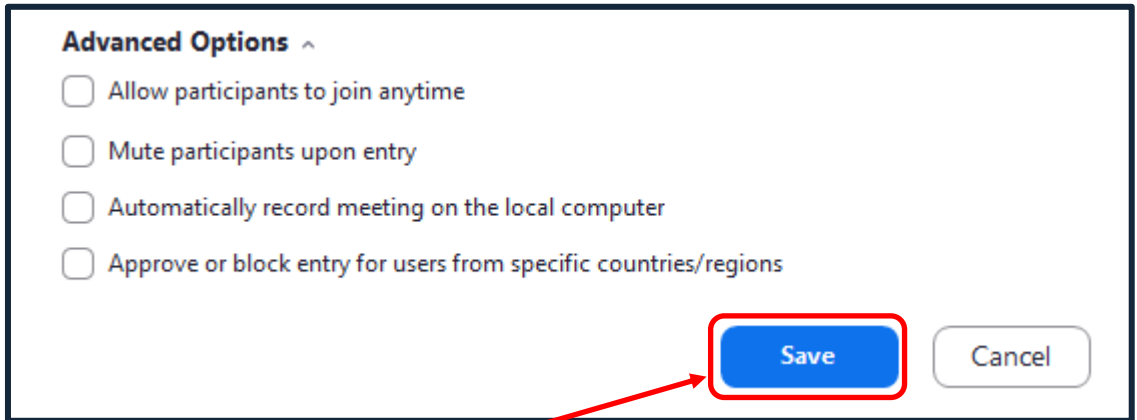 Advanced Options
Allow participants to join anytime
Mute participants upon entry
Automatically record meeting on the local computer
Approve or block entry for users from specific countries/regions
Save Cancel